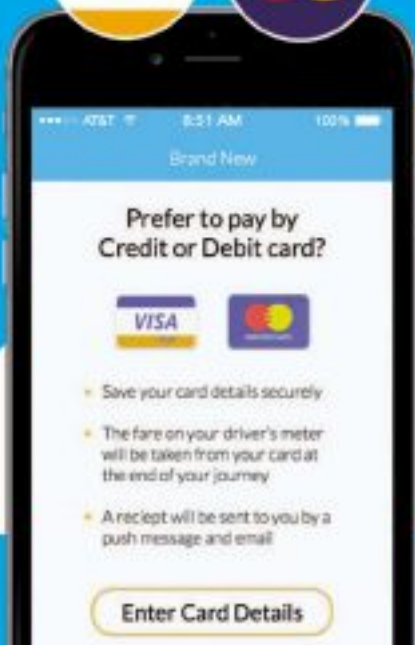 AT&T 8:51 AM 100%
Brand New
Prefer to pay by
Credit or Debit card?
VISA
Save your card details securely
The fare on your driver's meter
will be taken from your card at
the end of your journey
A reciept will be sent to you by a
push message and email
Enter Card Details